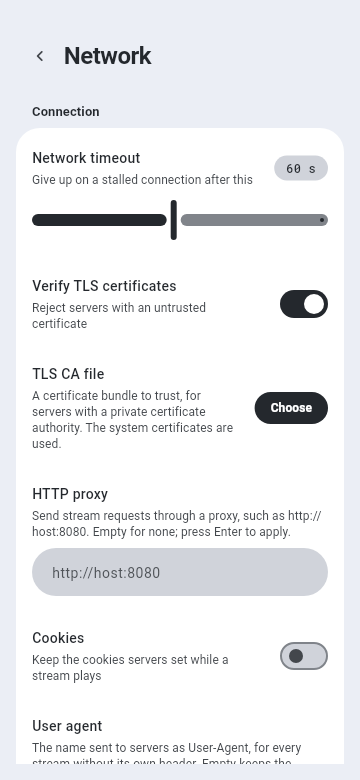 Network
Connection
Network timeout
Give up on a stalled connection after this
60 s
Verify TLS certificates
Reject servers with an untrusted
certificate
TLS CA file
A certificate bundle to trust, for
servers with a private certificate
authority. The system certificates are
used.
Choose
HTTP proxy
Send stream requests through a proxy, such as http://
host:8080. Empty for none; press Enter to apply.
http://host:8080
Cookies
Keep the cookies servers set while a
stream plays
User agent
The name sent to servers as User-Agent, for every
stream without its own header. Empty keeps the